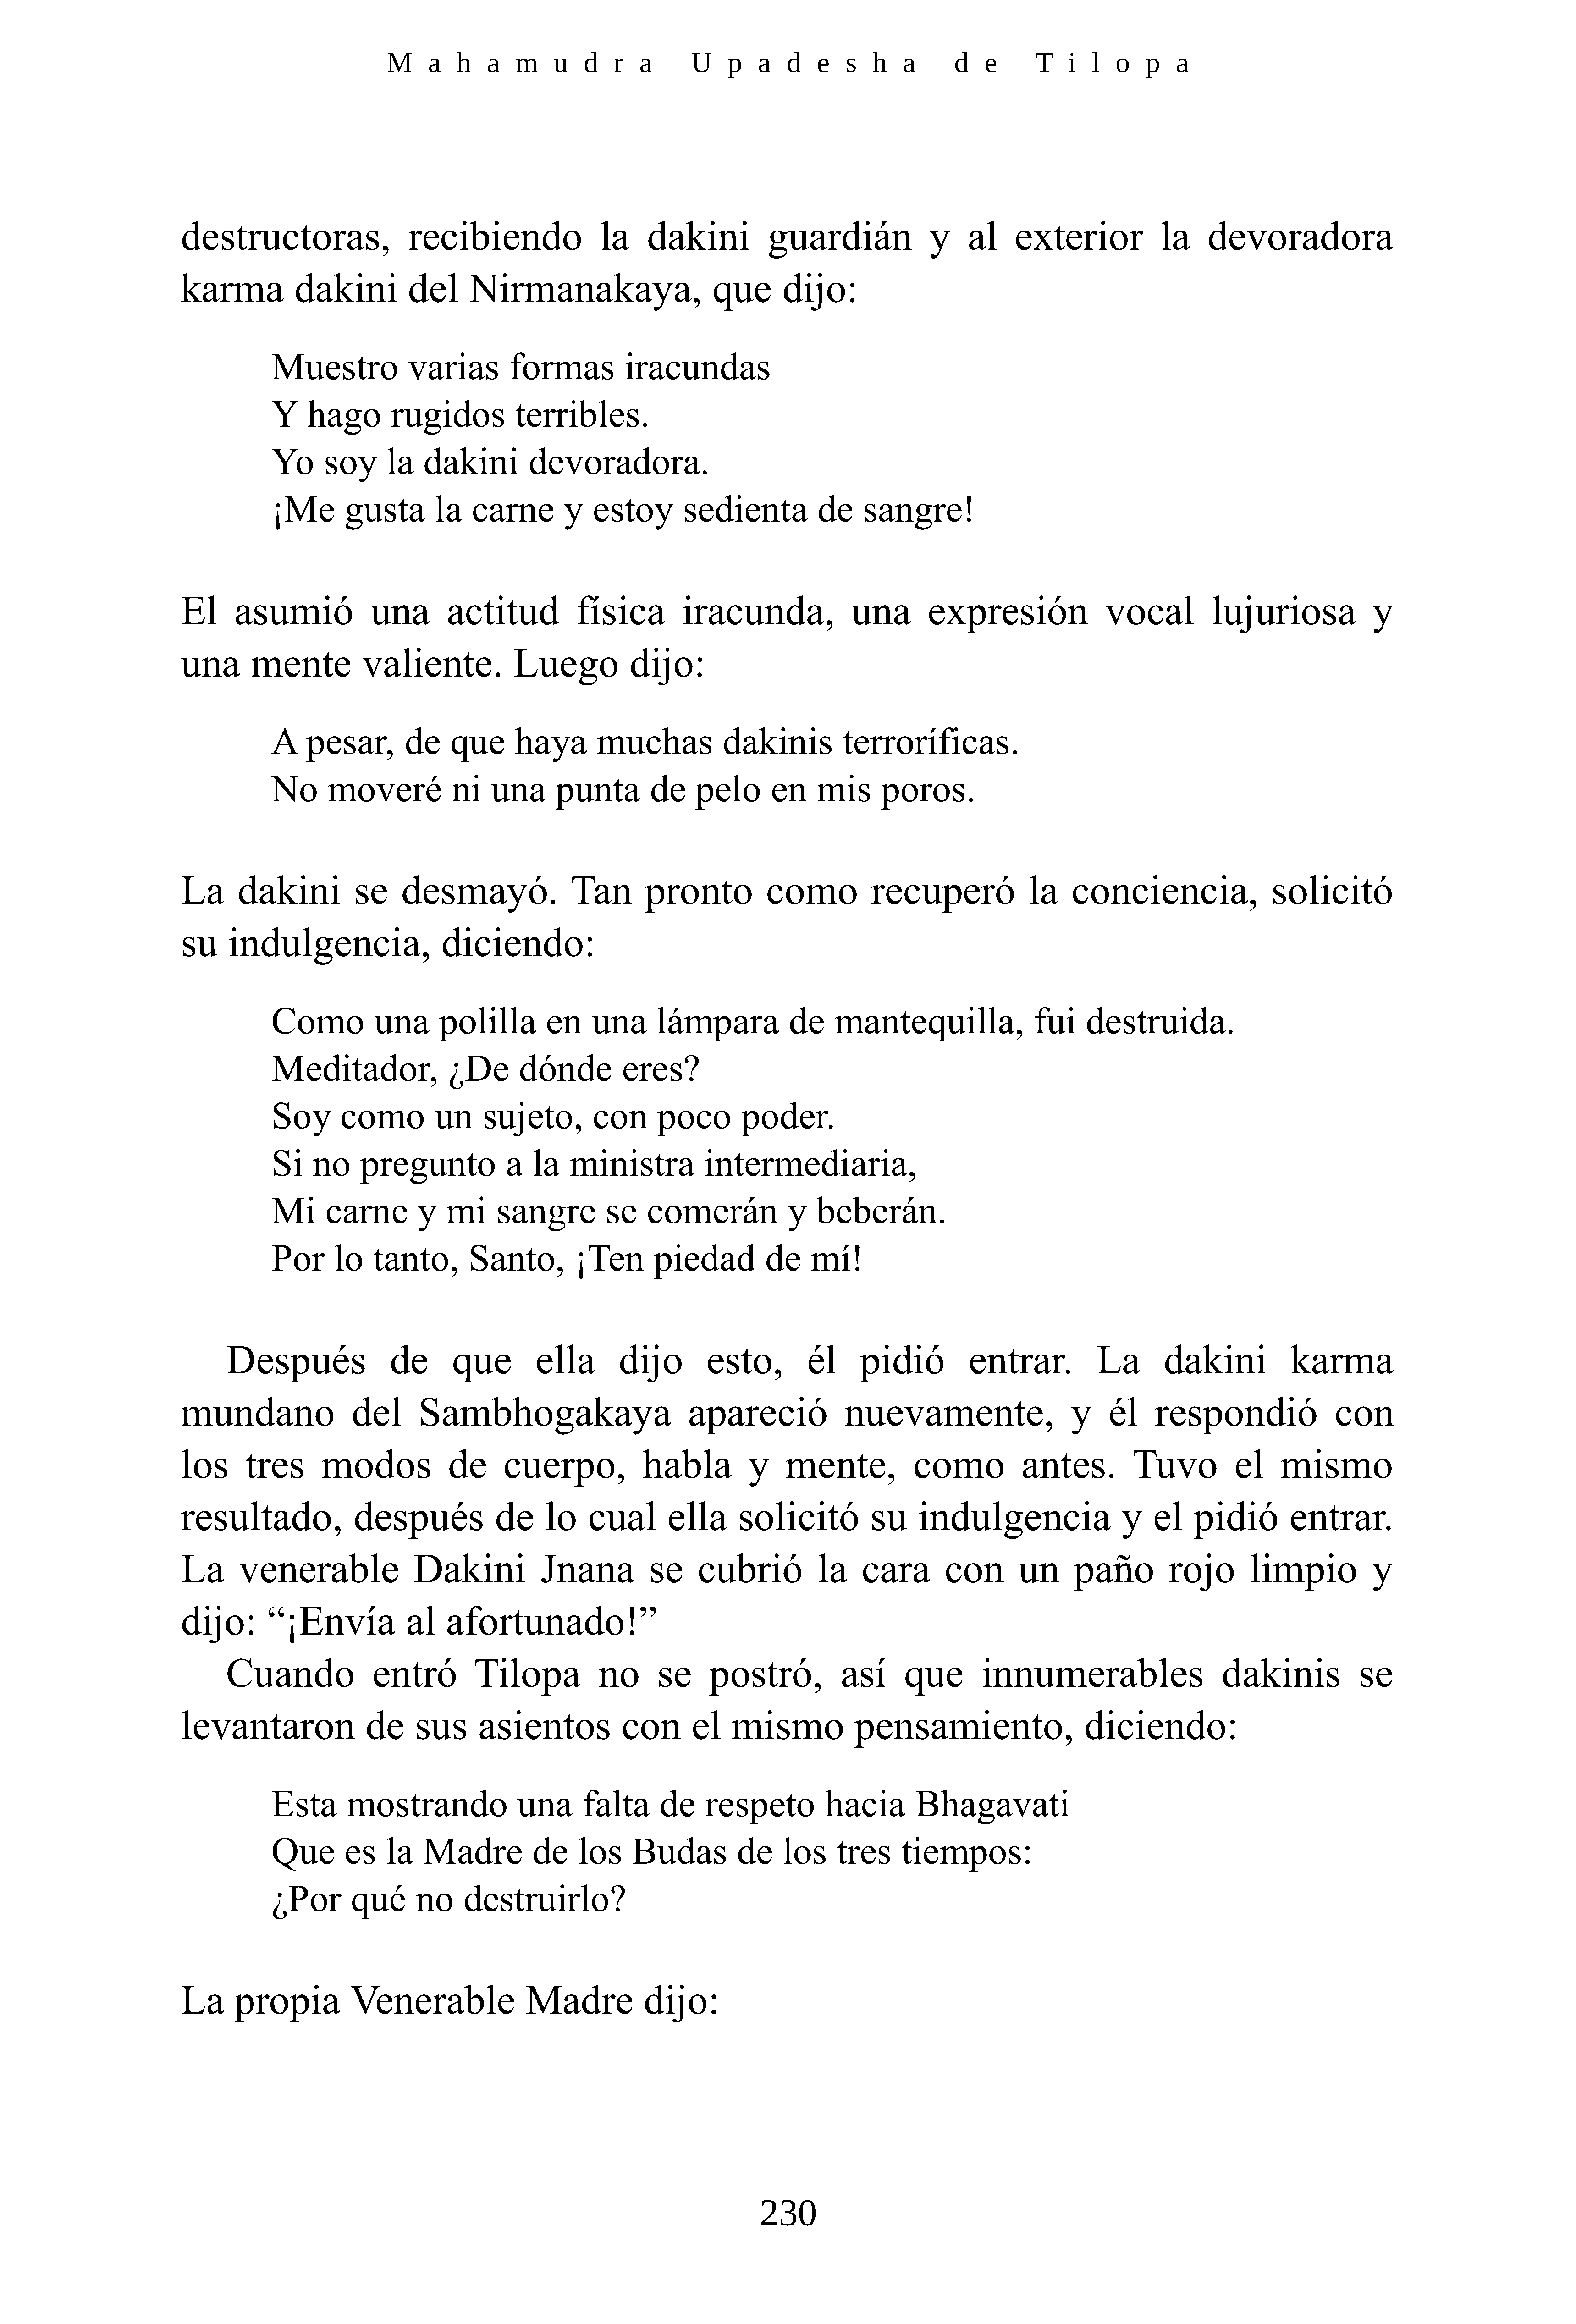 Mahamudra Upadesha de Tilopa
destructoras, recibiendo la dakini guardián y al exterior la devoradora
karma dakini del Nirmanakaya, que dijo:
Muestro varias formas iracundas
Y hago rugidos terribles.
Yo soy la dakini devoradora.
¡Me gusta la carne y estoy sedienta de sangre!
El asumió una actitud física iracunda, una expresión vocal lujuriosa y
una mente valiente. Luego dijo:
A pesar, de que haya muchas dakinis terroríficas.
No moveré ni una punta de pelo en mis poros.
La dakini se desmayó. Tan pronto como recuperó la conciencia, solicitó
su indulgencia, diciendo:
Como una polilla en una lámpara de mantequilla, fui destruida.
Meditador, ¿De dónde eres?
Soy como un sujeto, con poco poder.
Si no pregunto a la ministra intermediaria,
Mi carne y mi sangre se comerán y beberán.
Por lo tanto, Santo, ¡Ten piedad de mí!
Después de que ella dijo esto, él pidió entrar. La dakini karma
mundano del Sambhogakaya apareció nuevamente, y él respondió con
los tres modos de cuerpo, habla y mente, como antes. Tuvo el mismo
resultado, después de lo cual ella solicitó su indulgencia y el pidió entrar.
La venerable Dakini Jnana se cubrió la cara con un paño rojo limpio y
dijo: “¡Envía al afortunado!”
Cuando entró Tilopa no se postró, así que innumerables dakinis se
levantaron de sus asientos con el mismo pensamiento, diciendo:
Esta mostrando una falta de respeto hacia Bhagavati
Que es la Madre de los Budas de los tres tiempos:
¿Por qué no destruirlo?
La propia Venerable Madre dijo:
230